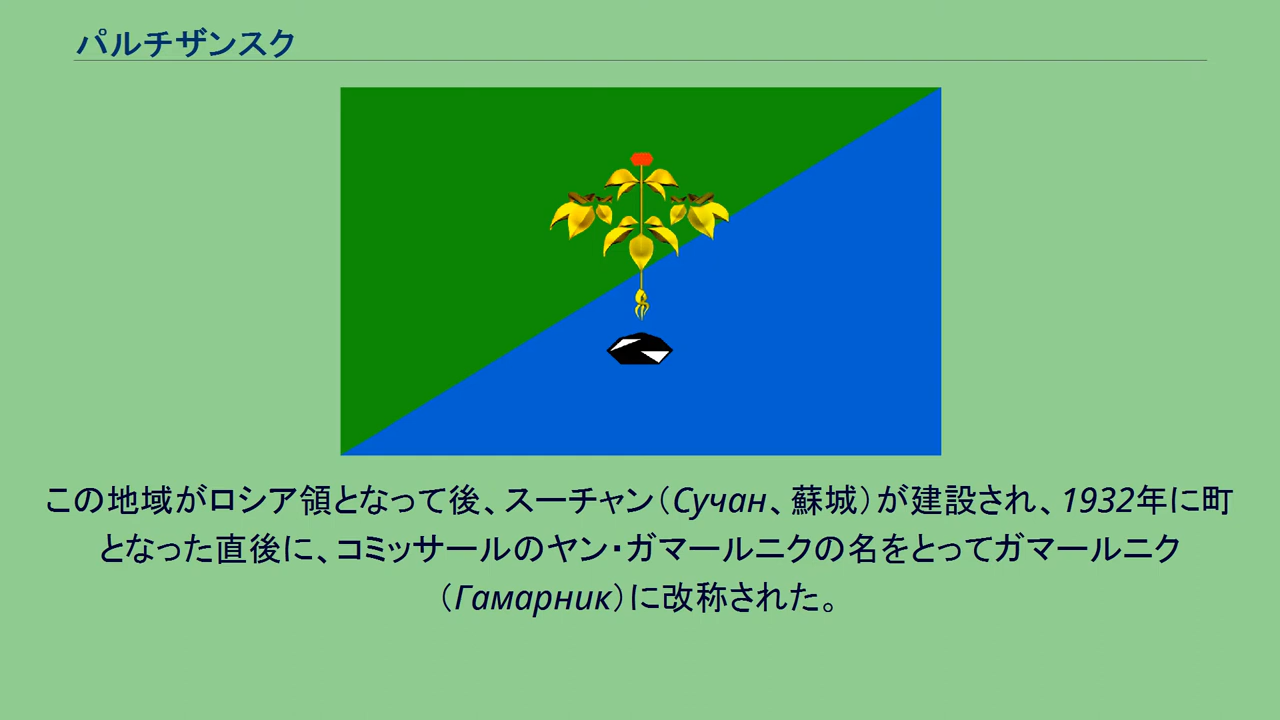 パルチザンスク
この地域がロシア領となって後、スーチャン（Сучан、蘇城）が建設され、1932年に町
となった直後に、コミッサールのヤン・ガマールニクの名をとってガマールニク
（Гамарник）に改称された。